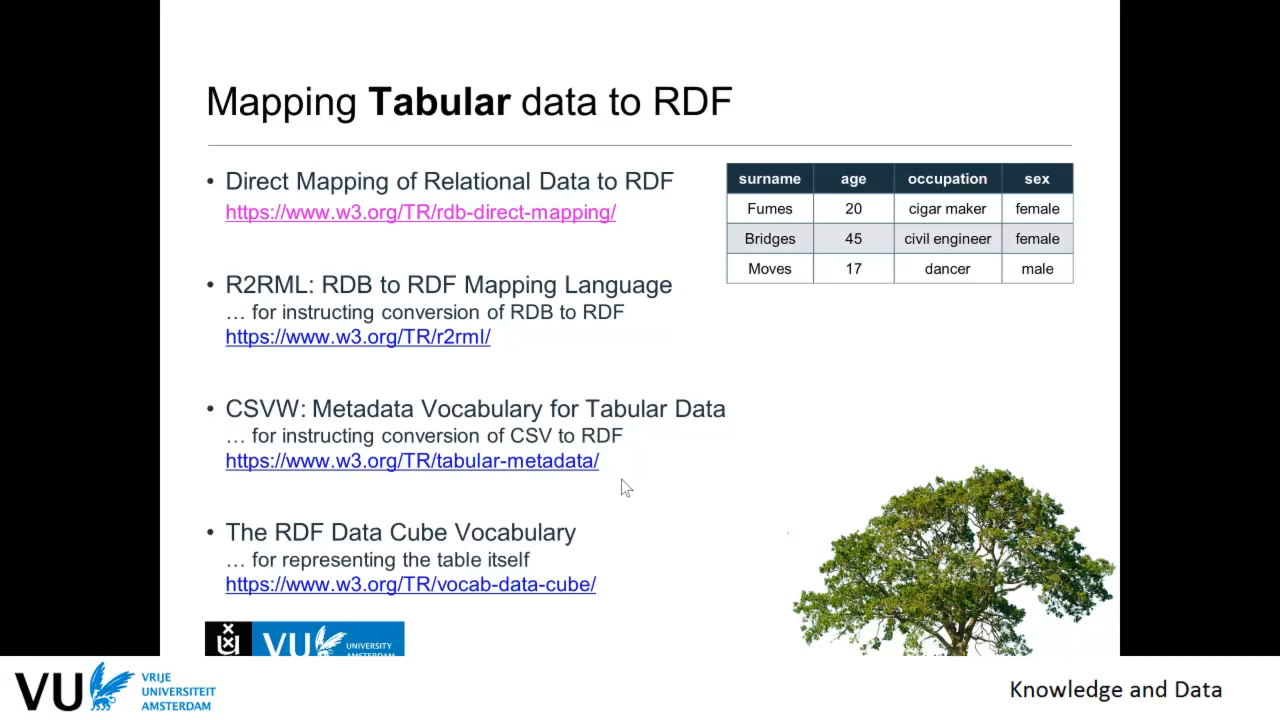 Mapping Tabular data to RDF
• Direct Mapping of Relational Data to RDF
https://www.w3.org/TR/rdb-direct-mapping/
• R2RML: RDB to RDF Mapping Language
… for instructing conversion of RDB to RDF
https://www.w3.org/TR/r2rml/
• CSVW: Metadata Vocabulary for Tabular Data
… for instructing conversion of CSV to RDF
https://www.w3.org/TR/tabular-metadata/
• The RDF Data Cube Vocabulary
… for representing the table itself
https://www.w3.org/TR/vocab-data-cube/
surname age occupation sex
Fumes 20 cigar maker female
Bridges 45 civil engineer female
Moves 17 dancer male
VU UNIVERSITY
AMSTERDAM
VU VRIJE
UNIVERSITEIT
AMSTERDAM
Knowledge and Data